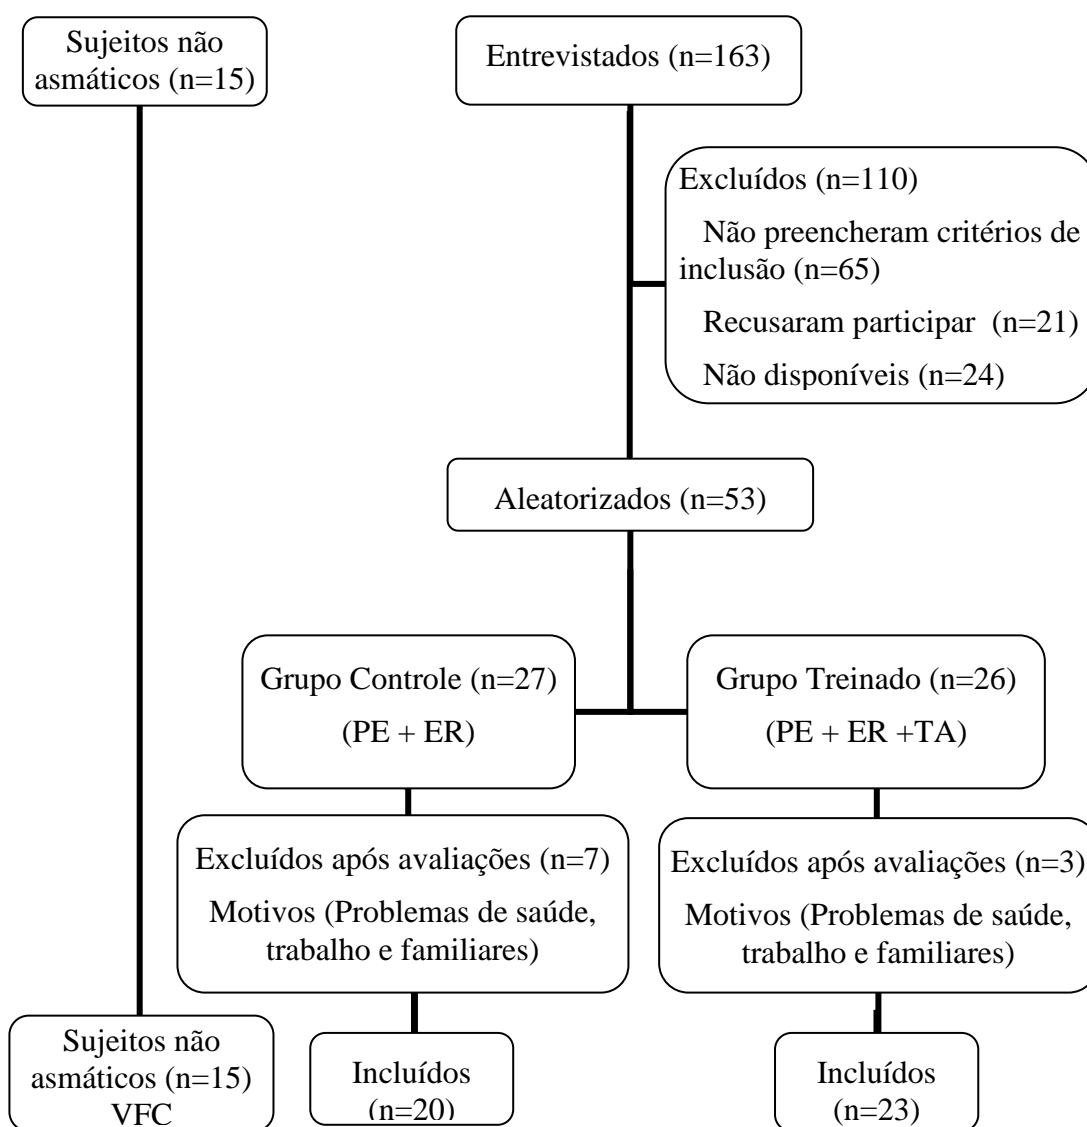 Sujeitos não
asmáticos (n=15)
Entrevistados (n=163)
Excluídos (n=110)
Não preencheram critérios de
inclusão (n=65)
Recusaram participar (n=21)
Não disponíveis (n=24)
Aleatorizados (n=53)
Grupo Controle (n=27)
(PE + ER)
Grupo Treinado (n=26)
(PE + ER +TA)
Excluídos após avaliações (n=7)
Motivos (Problemas de saúde,
trabalho e familiares)
Excluídos após avaliações (n=3)
Motivos (Problemas de saúde,
trabalho e familiares)
Sujeitos não
asmáticos (n=15)
VFC
Incluídos
(n=20)
Incluídos
(n=23)